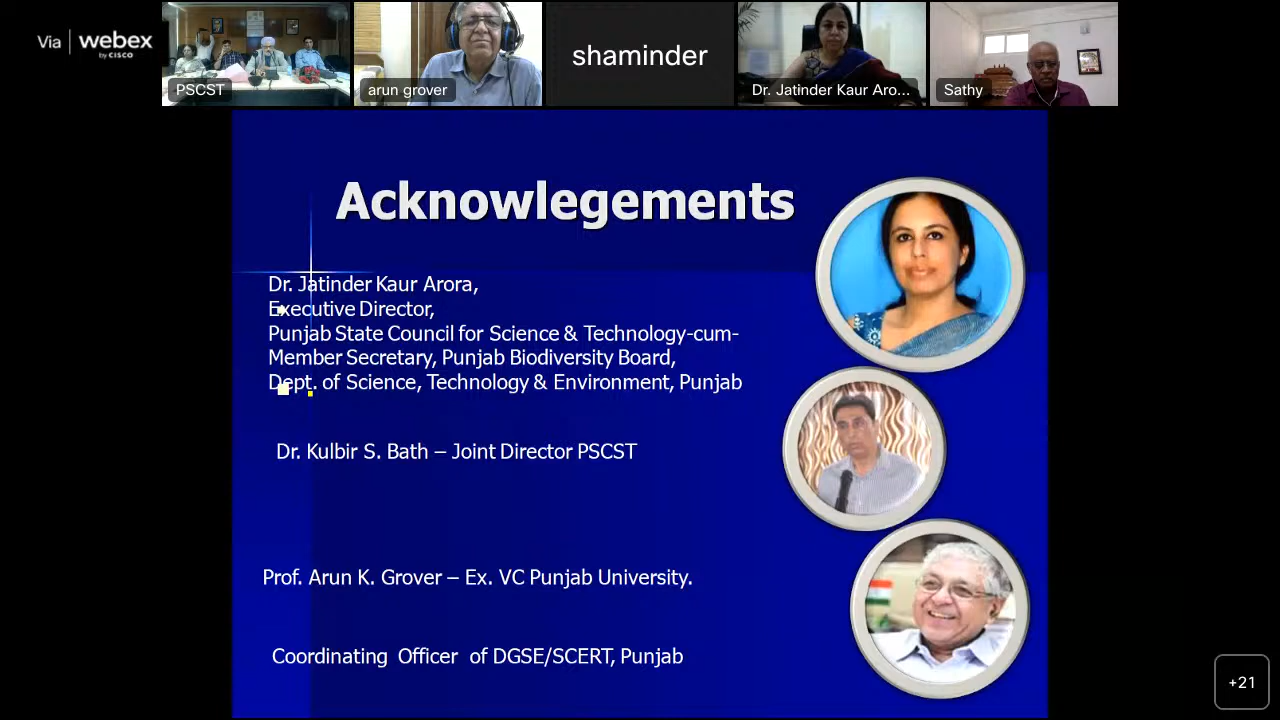 Via | webex
by CISCO
PSCST
arun grover
shaminder
Dr. Jatinder Kaur Aro...
Sathy
Acknowlegements
Dr. Jatinder Kaur Arora,
Executive Director,
Punjab State Council for Science & Technology-cum-
Member Secretary, Punjab Biodiversity Board,
Dept. of Science, Technology & Environment, Punjab
Dr. Kulbir S. Bath – Joint Director PSCST
Prof. Arun K. Grover – Ex. VC Punjab University.
Coordinating Officer of DGSE/SCERT, Punjab
+21